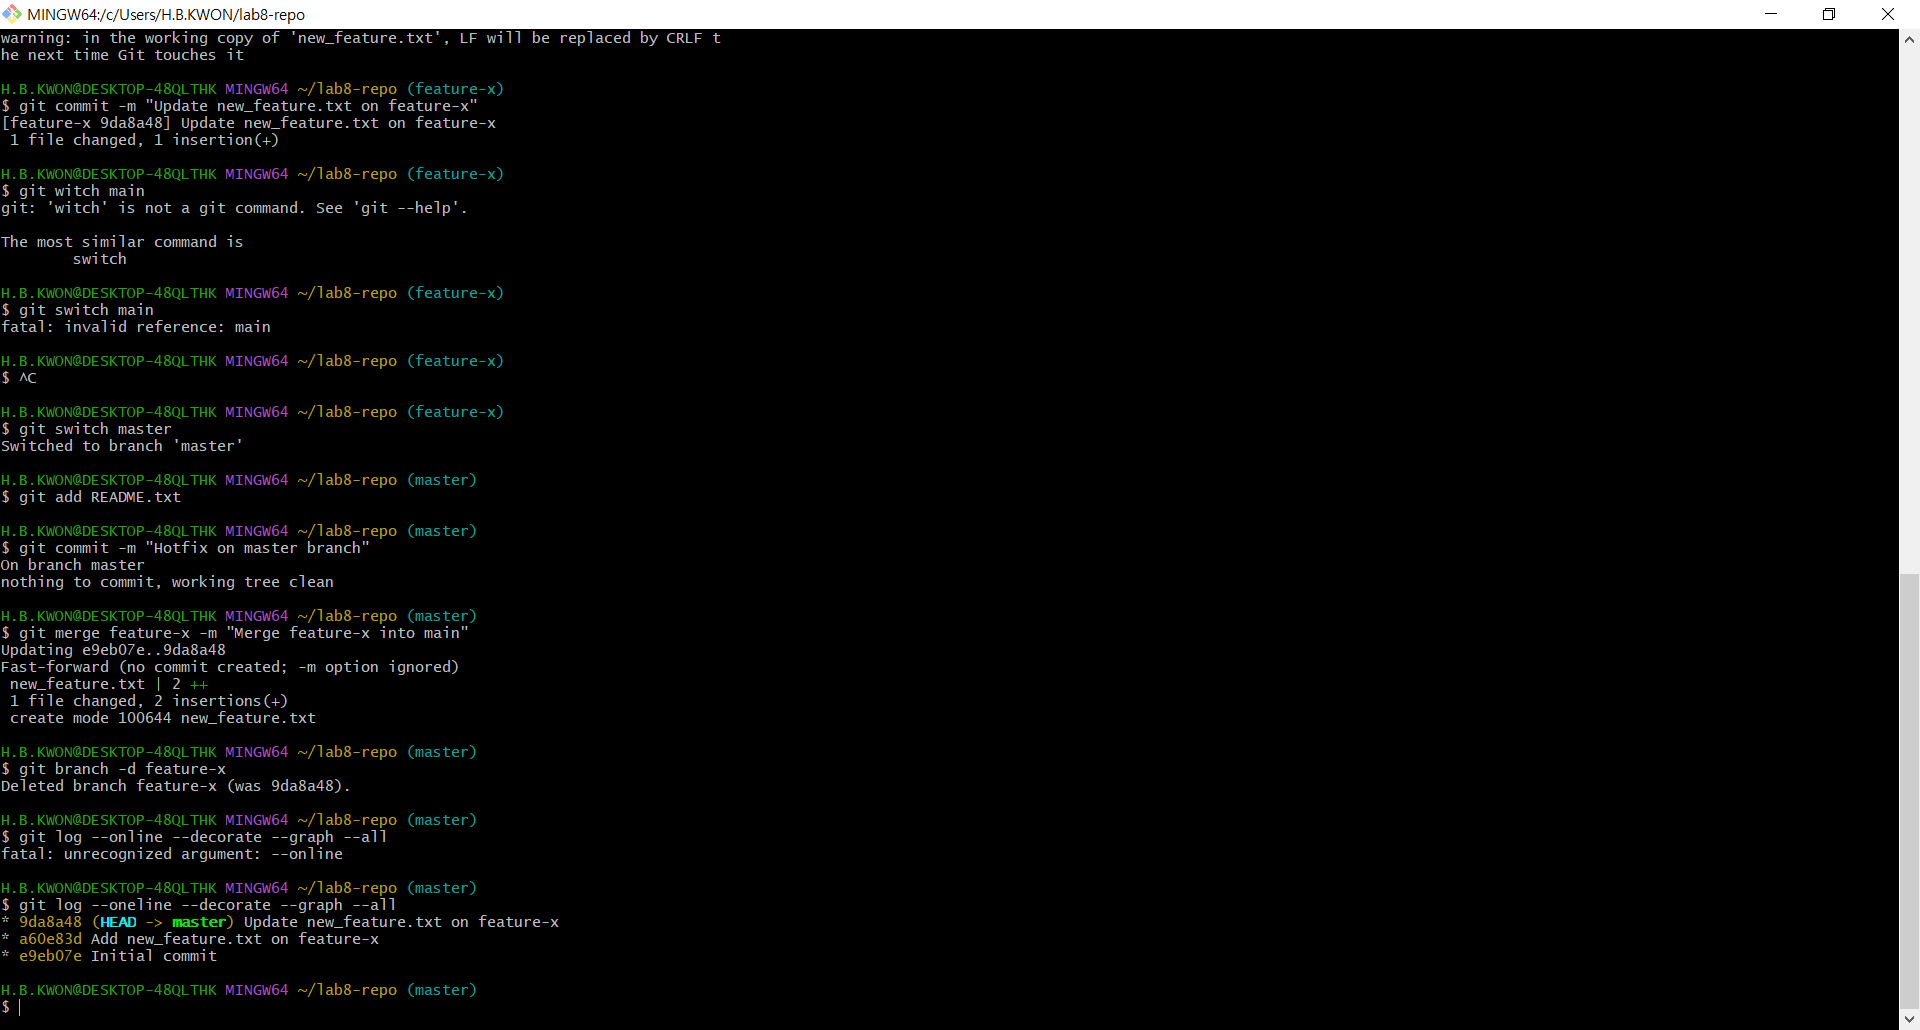 MINGW64:/c/Users/H.B.KWON/lab8-repo
warning: in the working copy of 'new_feature.txt', LF will be replaced by CRLF t
he next time Git touches it
H.B.KWON@DESKTOP-48QLTHK MINGW64 ~/lab8-repo (feature-x)
$ git commit -m "Update new_feature.txt on feature-x"
[feature-x 9da8a48] Update new_feature.txt on feature-x
 1 file changed, 1 insertion(+)
H.B.KWON@DESKTOP-48QLTHK MINGW64 ~/lab8-repo (feature-x)
$ git witch main
git: 'witch' is not a git command. See 'git --help'.
The most similar command is
        switch
H.B.KWON@DESKTOP-48QLTHK MINGW64 ~/lab8-repo (feature-x)
$ git switch main
fatal: invalid reference: main
H.B.KWON@DESKTOP-48QLTHK MINGW64 ~/lab8-repo (feature-x)
$ ^C
H.B.KWON@DESKTOP-48QLTHK MINGW64 ~/lab8-repo (feature-x)
$ git switch master
Switched to branch 'master'
H.B.KWON@DESKTOP-48QLTHK MINGW64 ~/lab8-repo (master)
$ git add README.txt
H.B.KWON@DESKTOP-48QLTHK MINGW64 ~/lab8-repo (master)
$ git commit -m "Hotfix on master branch"
On branch master
nothing to commit, working tree clean
H.B.KWON@DESKTOP-48QLTHK MINGW64 ~/lab8-repo (master)
$ git merge feature-x -m "Merge feature-x into main"
Updating e9eb07e..9da8a48
Fast-forward (no commit created; -m option ignored)
 new_feature.txt | 2 ++
 1 file changed, 2 insertions(+)
 create mode 100644 new_feature.txt
H.B.KWON@DESKTOP-48QLTHK MINGW64 ~/lab8-repo (master)
$ git branch -d feature-x
Deleted branch feature-x (was 9da8a48).
H.B.KWON@DESKTOP-48QLTHK MINGW64 ~/lab8-repo (master)
$ git log --online --decorate --graph --all
fatal: unrecognized argument: --online
H.B.KWON@DESKTOP-48QLTHK MINGW64 ~/lab8-repo (master)
$ git log --oneline --decorate --graph --all
* 9da8a48 (HEAD -> master) Update new_feature.txt on feature-x
* a60e83d Add new_feature.txt on feature-x
* e9eb07e Initial commit
H.B.KWON@DESKTOP-48QLTHK MINGW64 ~/lab8-repo (master)
$